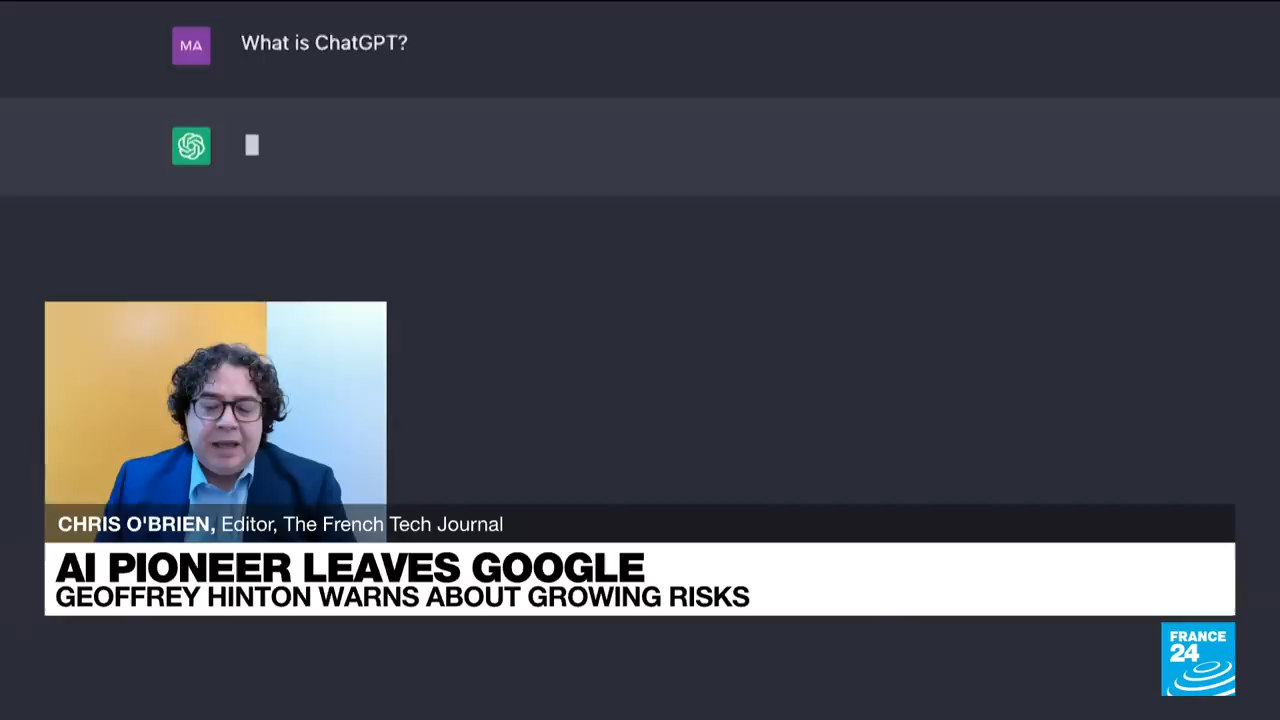 MA
What is ChatGPT?
CHRIS O'BRIEN, Editor, The French Tech Journal
AI PIONEER LEAVES GOOGLE
GEOFFREY HINTON WARNS ABOUT GROWING RISKS
FRANCE
24